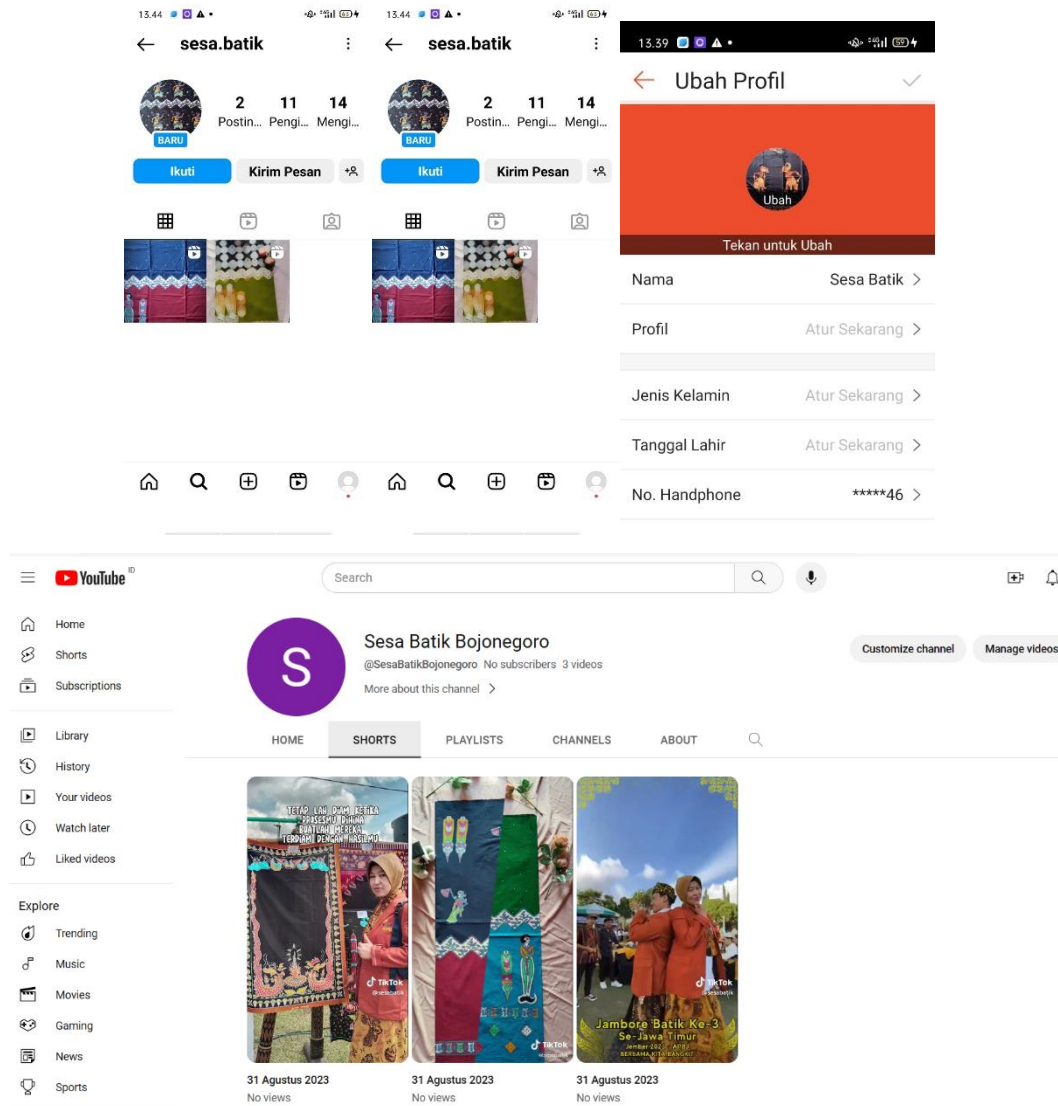 13.44
sesa.batik
2 11 14
Postin... Pengi... Mengi...
BARU
Ikuti Kirim Pesan
13.44
sesa.batik
2 11 14
Postin... Pengi... Mengi...
BARU
Ikuti Kirim Pesan
13.39 59
Ubah Profil
Ubah
Tekan untuk Ubah
Nama Sesa Batik >
Profil Atur Sekarang >
Jenis Kelamin Atur Sekarang >
Tanggal Lahir Atur Sekarang >
No. Handphone *****46 >
YouTube ID
Search
Home
Shorts
Subscriptions
Library
History
Your videos
Watch later
Liked videos
Explore
Trending
Music
Movies
Gaming
News
Sports
S
Sesa Batik Bojonegoro
@SesaBatikBojonegoro No subscribers 3 videos
More about this channel >
Customize channel Manage videos
HOME SHORTS PLAYLISTS CHANNELS ABOUT
TETAP LAH DIAM KETIKA
PROSESMU DIHINA
BUATLAH MEREKA
TERDIAM DENGAN HASILMU
TikTok
@sesabatik
TikTok
TikTok
@sesabatik
Jambore Batik Ke-3
Se-Jawa Timur
BERSAMA KITA BANGKIT
31 Agustus 2023
No views
31 Agustus 2023
No views
31 Agustus 2023
No views